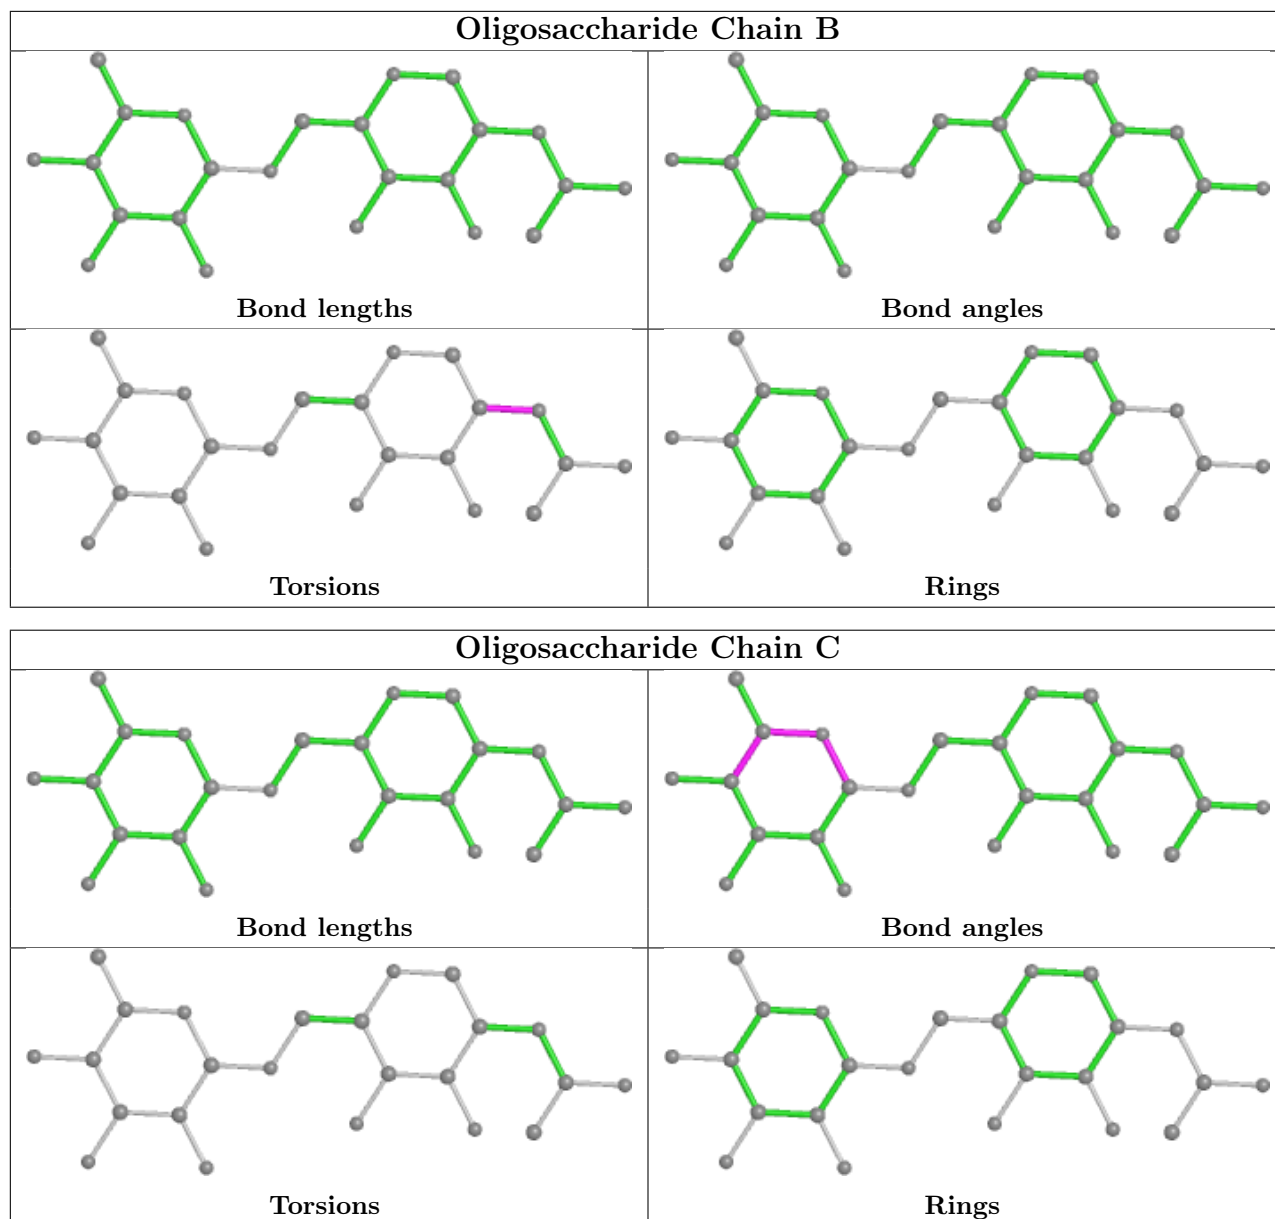 Oligosaccharide Chain B
Bond lengths
Bond angles
Torsions
Rings
Oligosaccharide Chain C
Bond lengths
Bond angles
Torsions
Rings